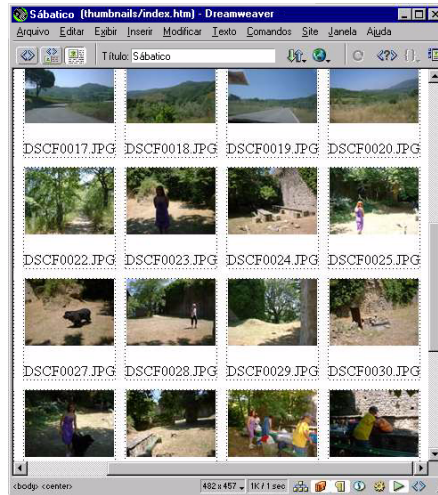 Sábatico (thumbnails/index.htm) - Dreamweaver
Arquivo Editar Exibir Inserir Modificar Texto Comandos Site Janela Ajuda
Título: Sábatico
DSCF0017.JPG DSCF0018.JPG DSCF0019.JPG DSCF0020.JPG
DSCF0022.JPG DSCF0023.JPG DSCF0024.JPG DSCF0025.JPG
DSCF0027.JPG DSCF0028.JPG DSCF0029.JPG DSCF0030.JPG
<body> <center> 482 x 457 1K / 1 sec